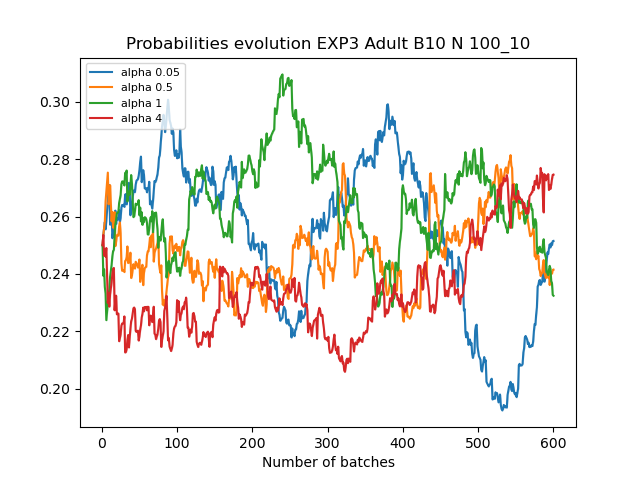 Probabilities evolution EXP3 Adult B10 N 100_10
alpha 0.05
alpha 0.5
alpha 1
alpha 4
0.30
0.28
0.26
0.24
0.22
0.20
0 100 200 300 400 500 600
Number of batches